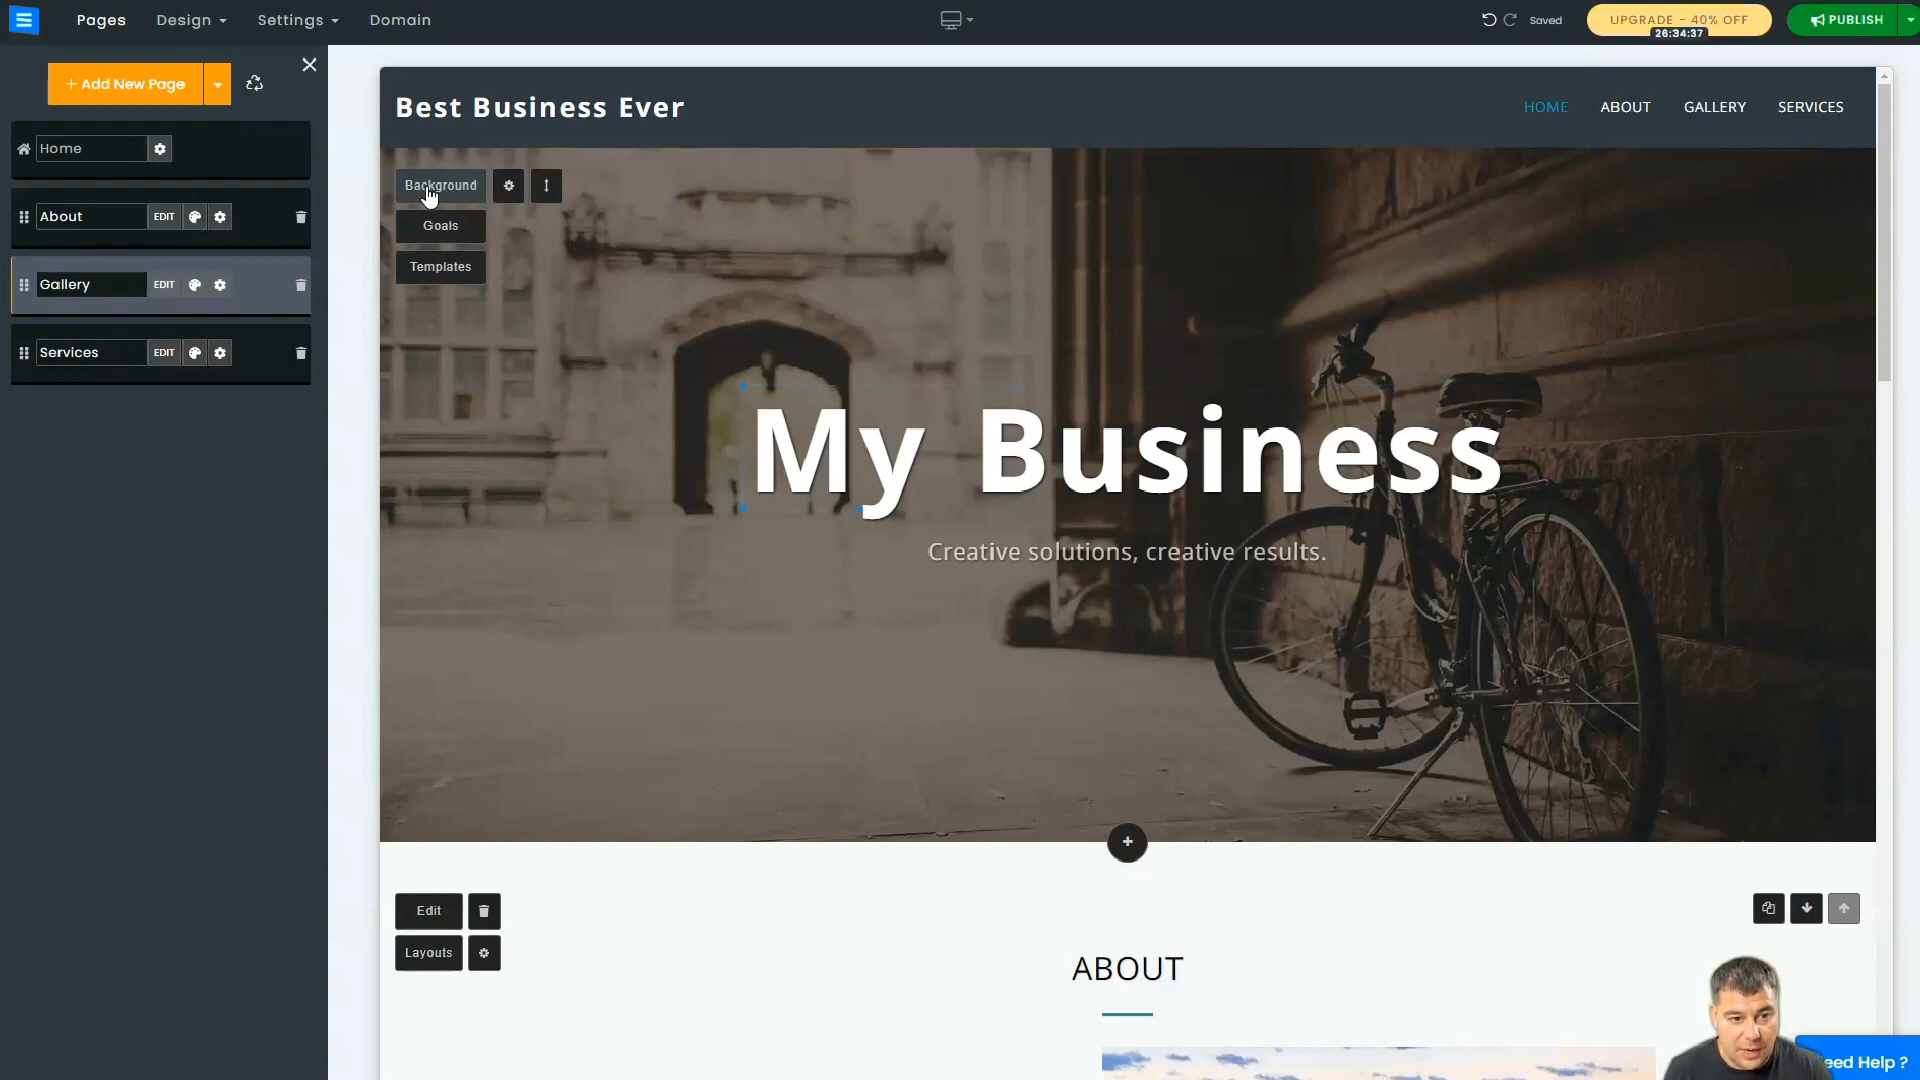 Pages Design Settings Domain
Saved
UPGRADE - 40% OFF
26:34:37
PUBLISH
+ Add New Page
Home
About EDIT
Gallery EDIT
Services EDIT
Best Business Ever
HOME ABOUT GALLERY SERVICES
Background
Goals
Templates
My Business
Creative solutions, creative results.
+
Edit
Layouts
ABOUT
eed Help ?